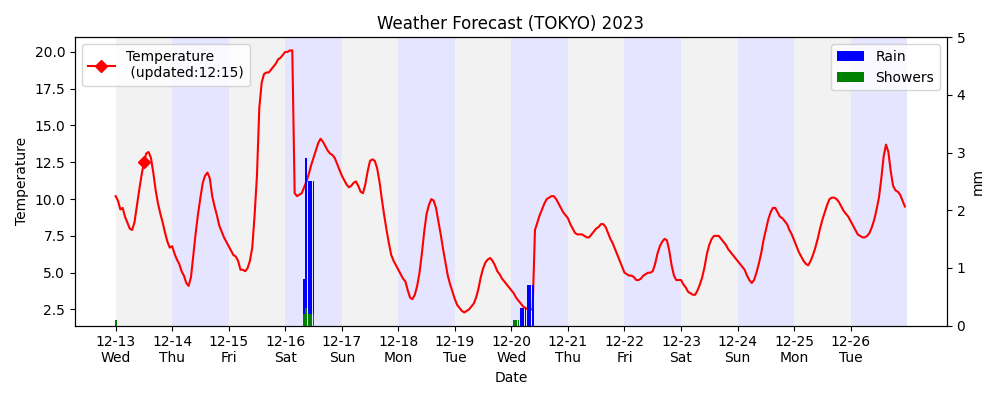 Weather Forecast (TOKYO) 2023
Temperature
(updated:12:15)
Rain
Showers
Temperature
20.0
17.5
15.0
12.5
10.0
7.5
5.0
2.5
5
4
3
2
1
0
mm
12-13 12-14 12-15 12-16 12-17 12-18 12-19 12-20 12-21 12-22 12-23 12-24 12-25 12-26
Wed Thu Fri Sat Sun Mon Tue Wed Thu Fri Sat Sun Mon Tue
Date